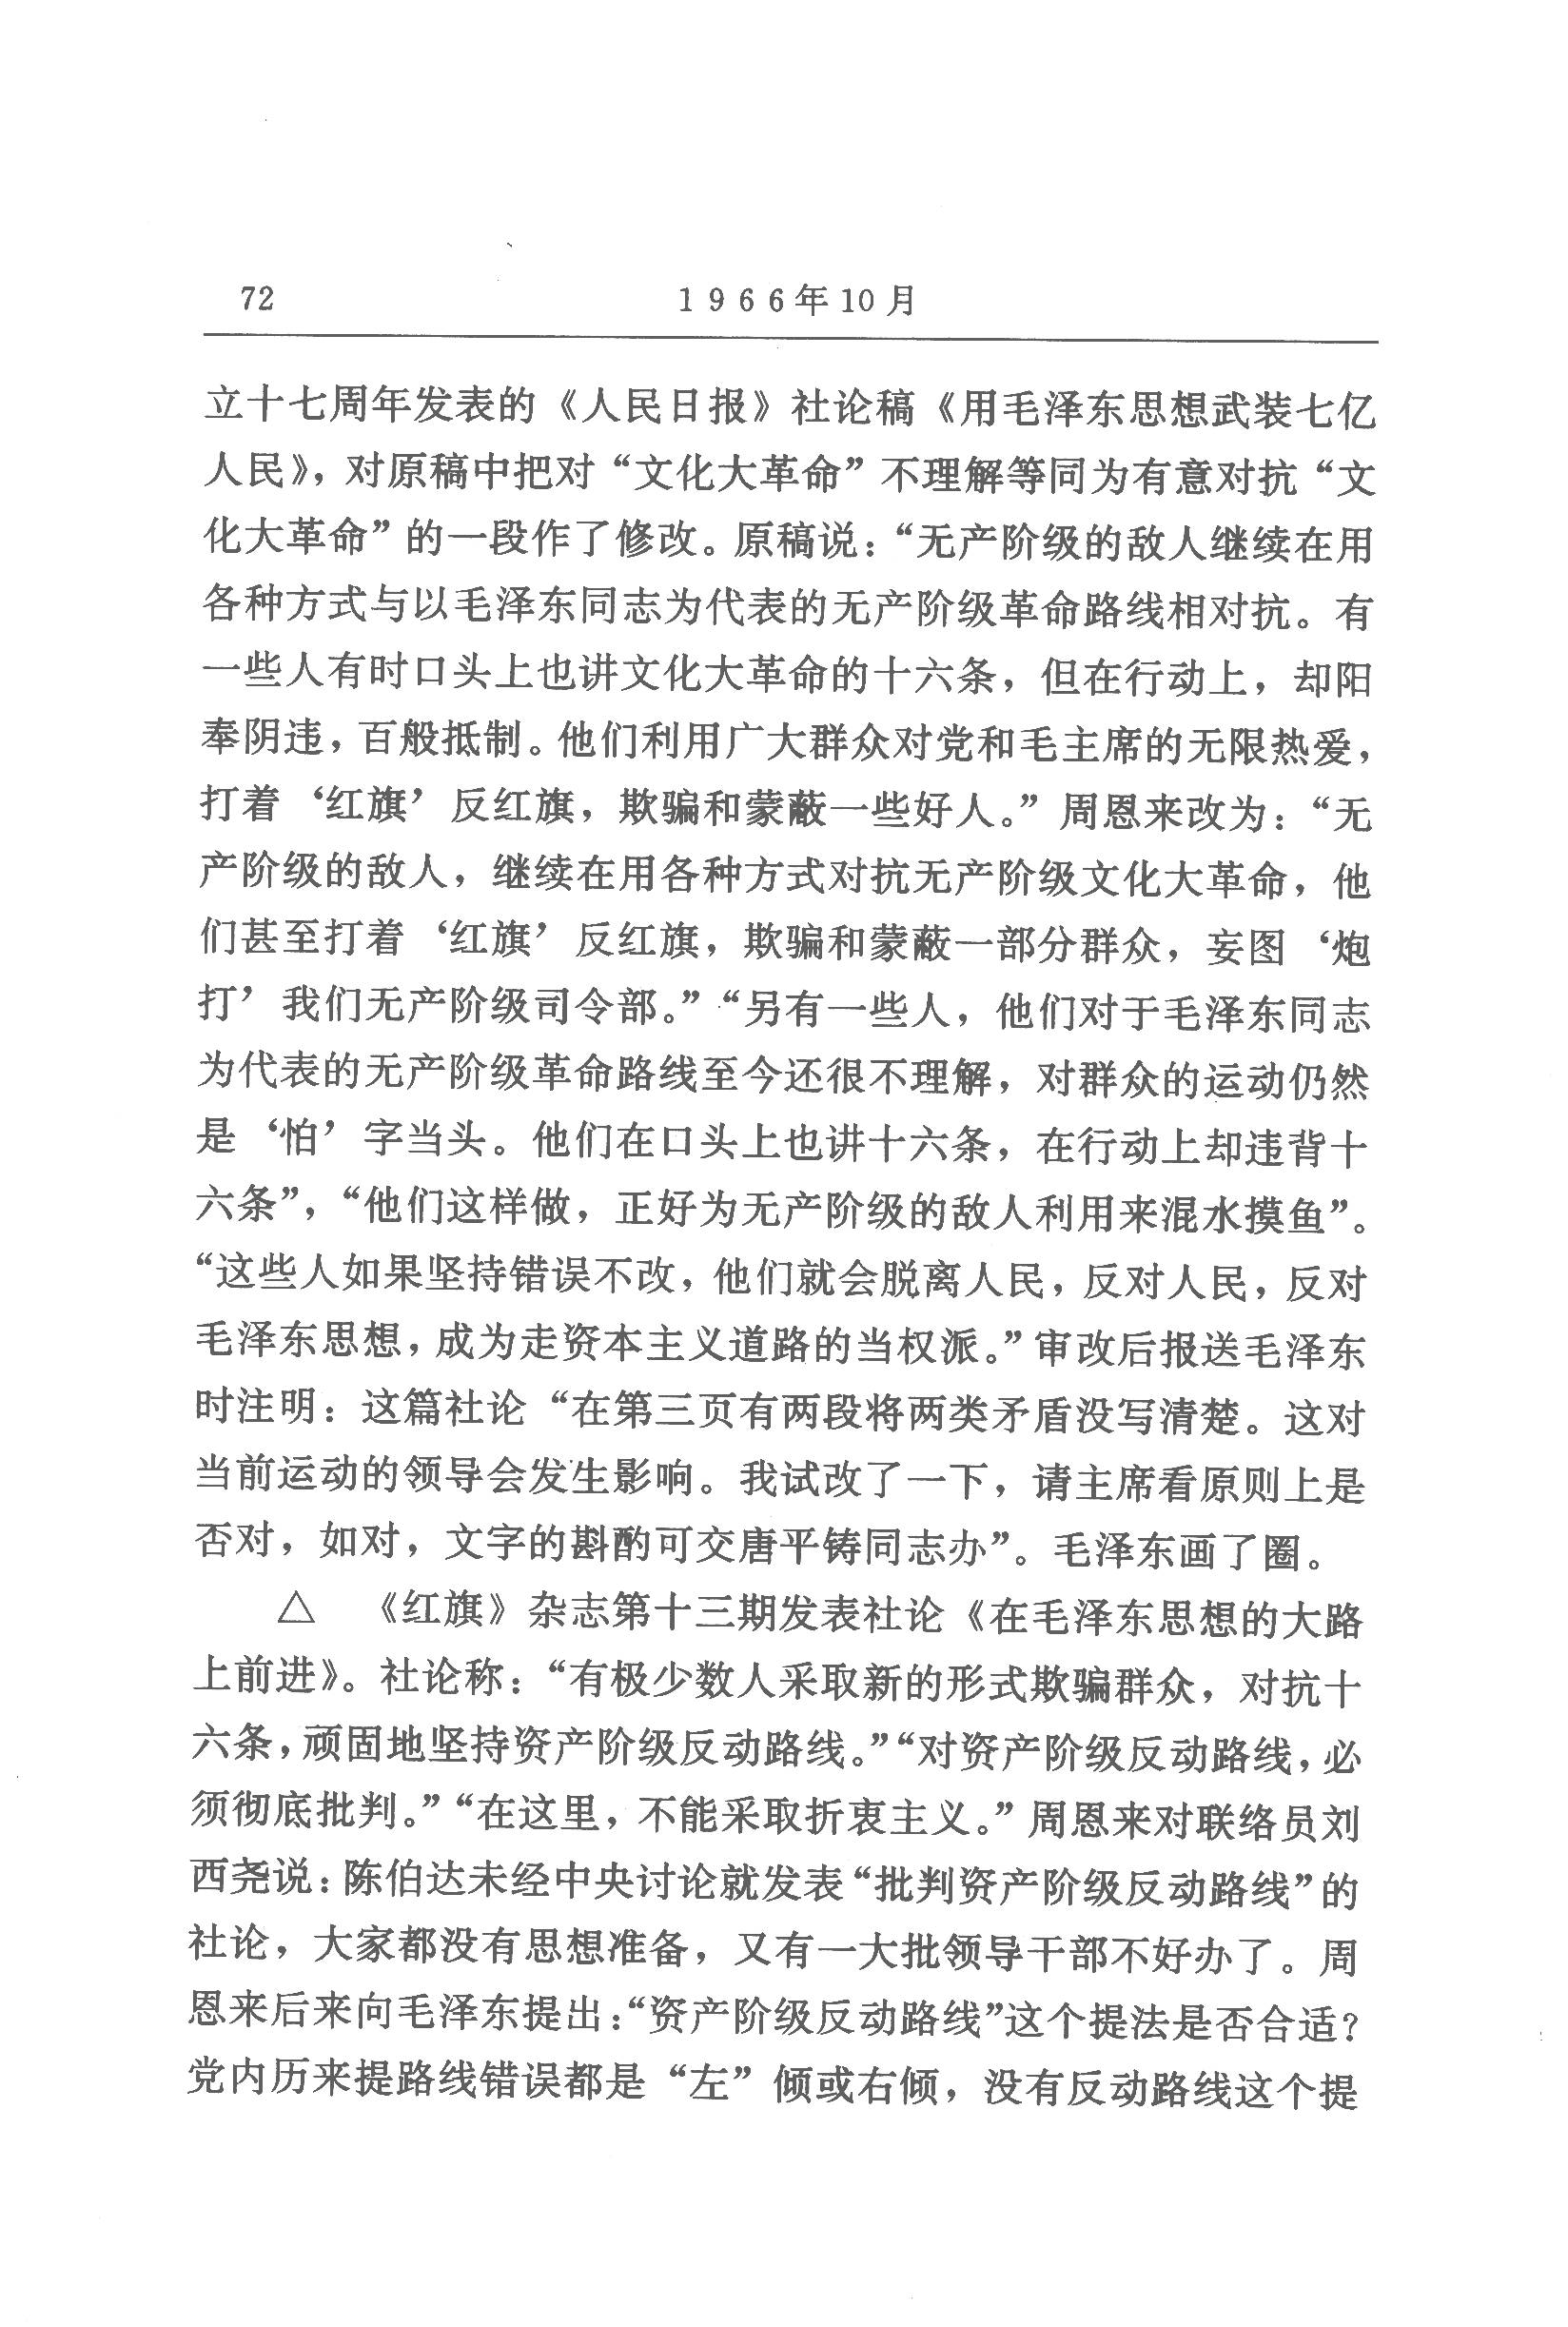 72
1966年10月
立十七周年发表的《人民日报》社论稿《用毛泽东思想武装七亿
人民》，对原稿中把对“文化大革命”不理解等同为有意对抗“文
化大革命”的一段作了修改。原稿说：“无产阶级的敌人继续在用
各种方式与以毛泽东同志为代表的无产阶级革命路线相对抗。有
一些人有时口头上也讲文化大革命的十六条，但在行动上，却阳
奉阴违，百般抵制。他们利用广大群众对党和毛主席的无限热爱，
打着‘红旗’反红旗，欺骗和蒙蔽一些好人。”周恩来改为：“无
产阶级的敌人，继续在用各种方式对抗无产阶级文化大革命，他
们甚至打着‘红旗’反红旗，欺骗和蒙蔽一部分群众，妄图‘炮
打’我们无产阶级司令部。”“另有一些人，他们对于毛泽东同志
为代表的无产阶级革命路线至今还很不理解，对群众的运动仍然
是‘怕’字当头。他们在口头上也讲十六条，在行动上却违背十
六条”，“他们这样做，正好为无产阶级的敌人利用来混水摸鱼”。
“这些人如果坚持错误不改，他们就会脱离人民，反对人民，反对
毛泽东思想，成为走资本主义道路的当权派。”审改后报送毛泽东
时注明：这篇社论“在第三页有两段将两类矛盾没写清楚。这对
当前运动的领导会发生影响。我试改了一下，请主席看原则上是
否对，如对，文字的斟酌可交唐平铸同志办”。毛泽东画了圈。
△ 《红旗》杂志第十三期发表社论《在毛泽东思想的大路
上前进》。社论称：“有极少数人采取新的形式欺骗群众，对抗十
六条，顽固地坚持资产阶级反动路线。”“对资产阶级反动路线，必
须彻底批判。”“在这里，不能采取折衷主义。”周恩来对联络员刘
西尧说：陈伯达未经中央讨论就发表“批判资产阶级反动路线”的
社论，大家都没有思想准备，又有一大批领导干部不好办了。周
恩来后来向毛泽东提出：“资产阶级反动路线”这个提法是否合适？
党内历来提路线错误都是“左”倾或右倾，没有反动路线这个提